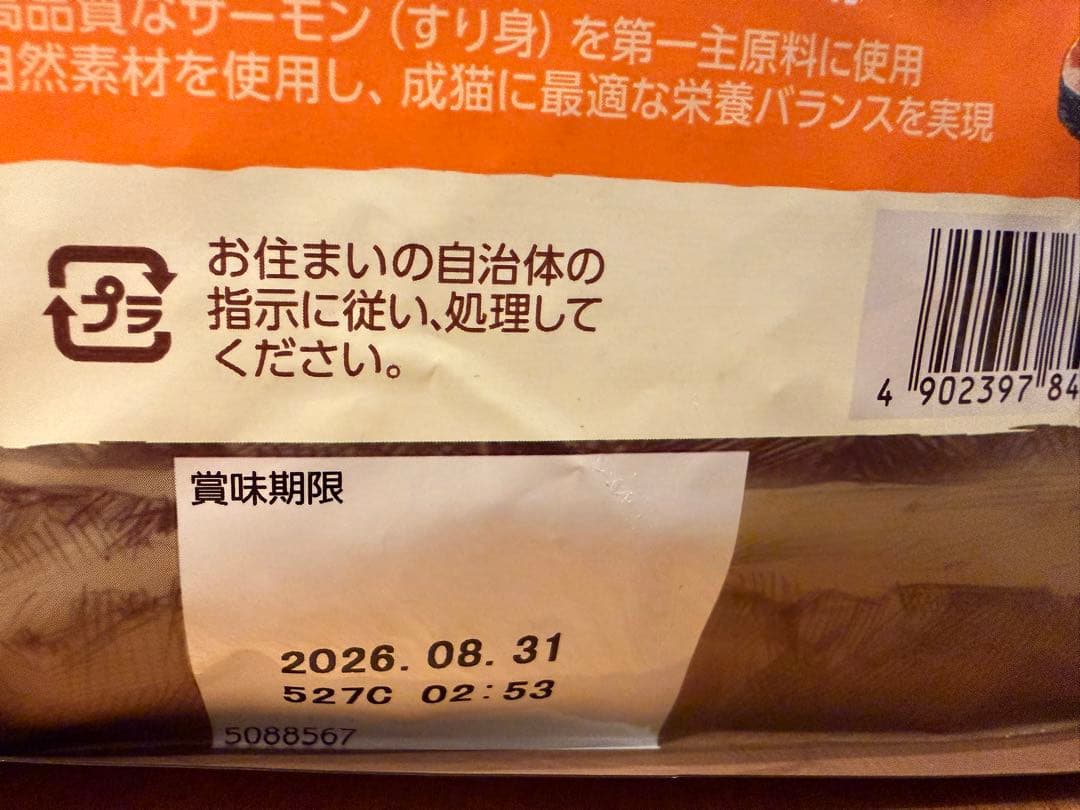 高品質なサーモン（すり身）を第一主原料に使用
自然素材を使用し、成猫に最適な栄養バランスを実現
プラ
お住まいの自治体の
指示に従い、処理して
ください。
4 902397 84
賞味期限
2026. 08. 31
527C 02:53
5088567